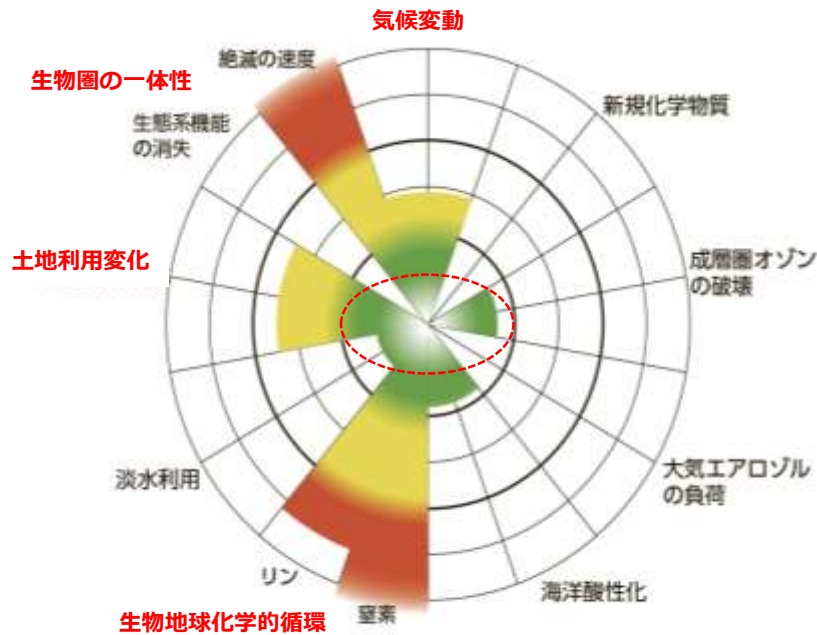 気候変動
絶滅の速度
生物圏の一体性
生態系機能
の消失
新規化学物質
土地利用変化
成層圏オゾン
の破壊
淡水利用
大気エアロゾル
の負荷
リン
海洋酸性化
窒素
生物地球化学的循環